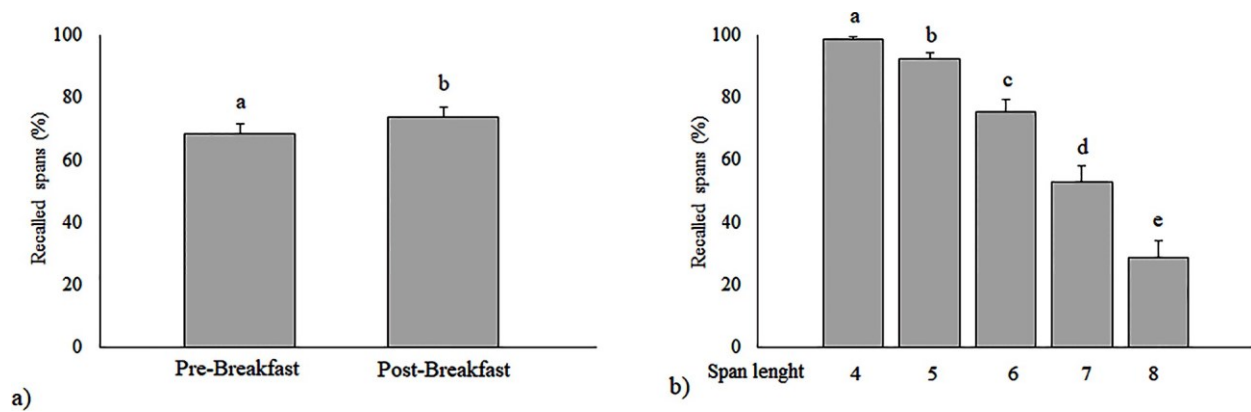 100
80
60
40
20
0
Recalled spans (%)
a
b
Pre-Breakfast
Post-Breakfast
a)
100
80
60
40
20
0
Recalled spans (%)
a
b
c
d
e
Span lenght 4 5 6 7 8
b)